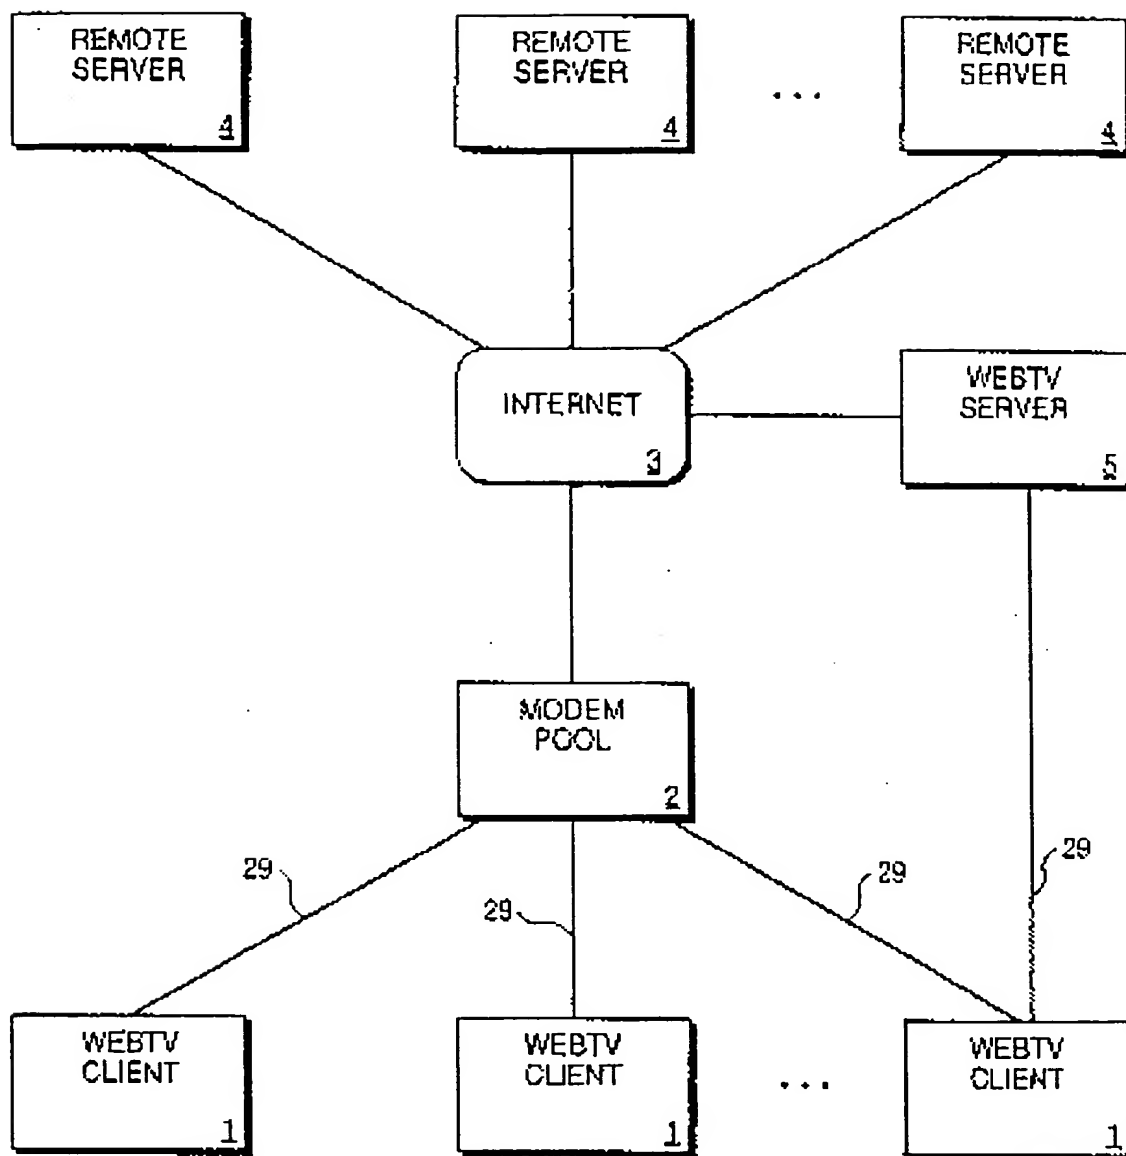 REMOTE
SERVER
4
REMOTE
SERVER
4
...
REMOTE
SERVER
4
INTERNET
3
WEBTV
SERVER
5
MODEM
POOL
2
29
29
29
29
WEBTV
CLIENT
1
WEBTV
CLIENT
1
...
WEBTV
CLIENT
1